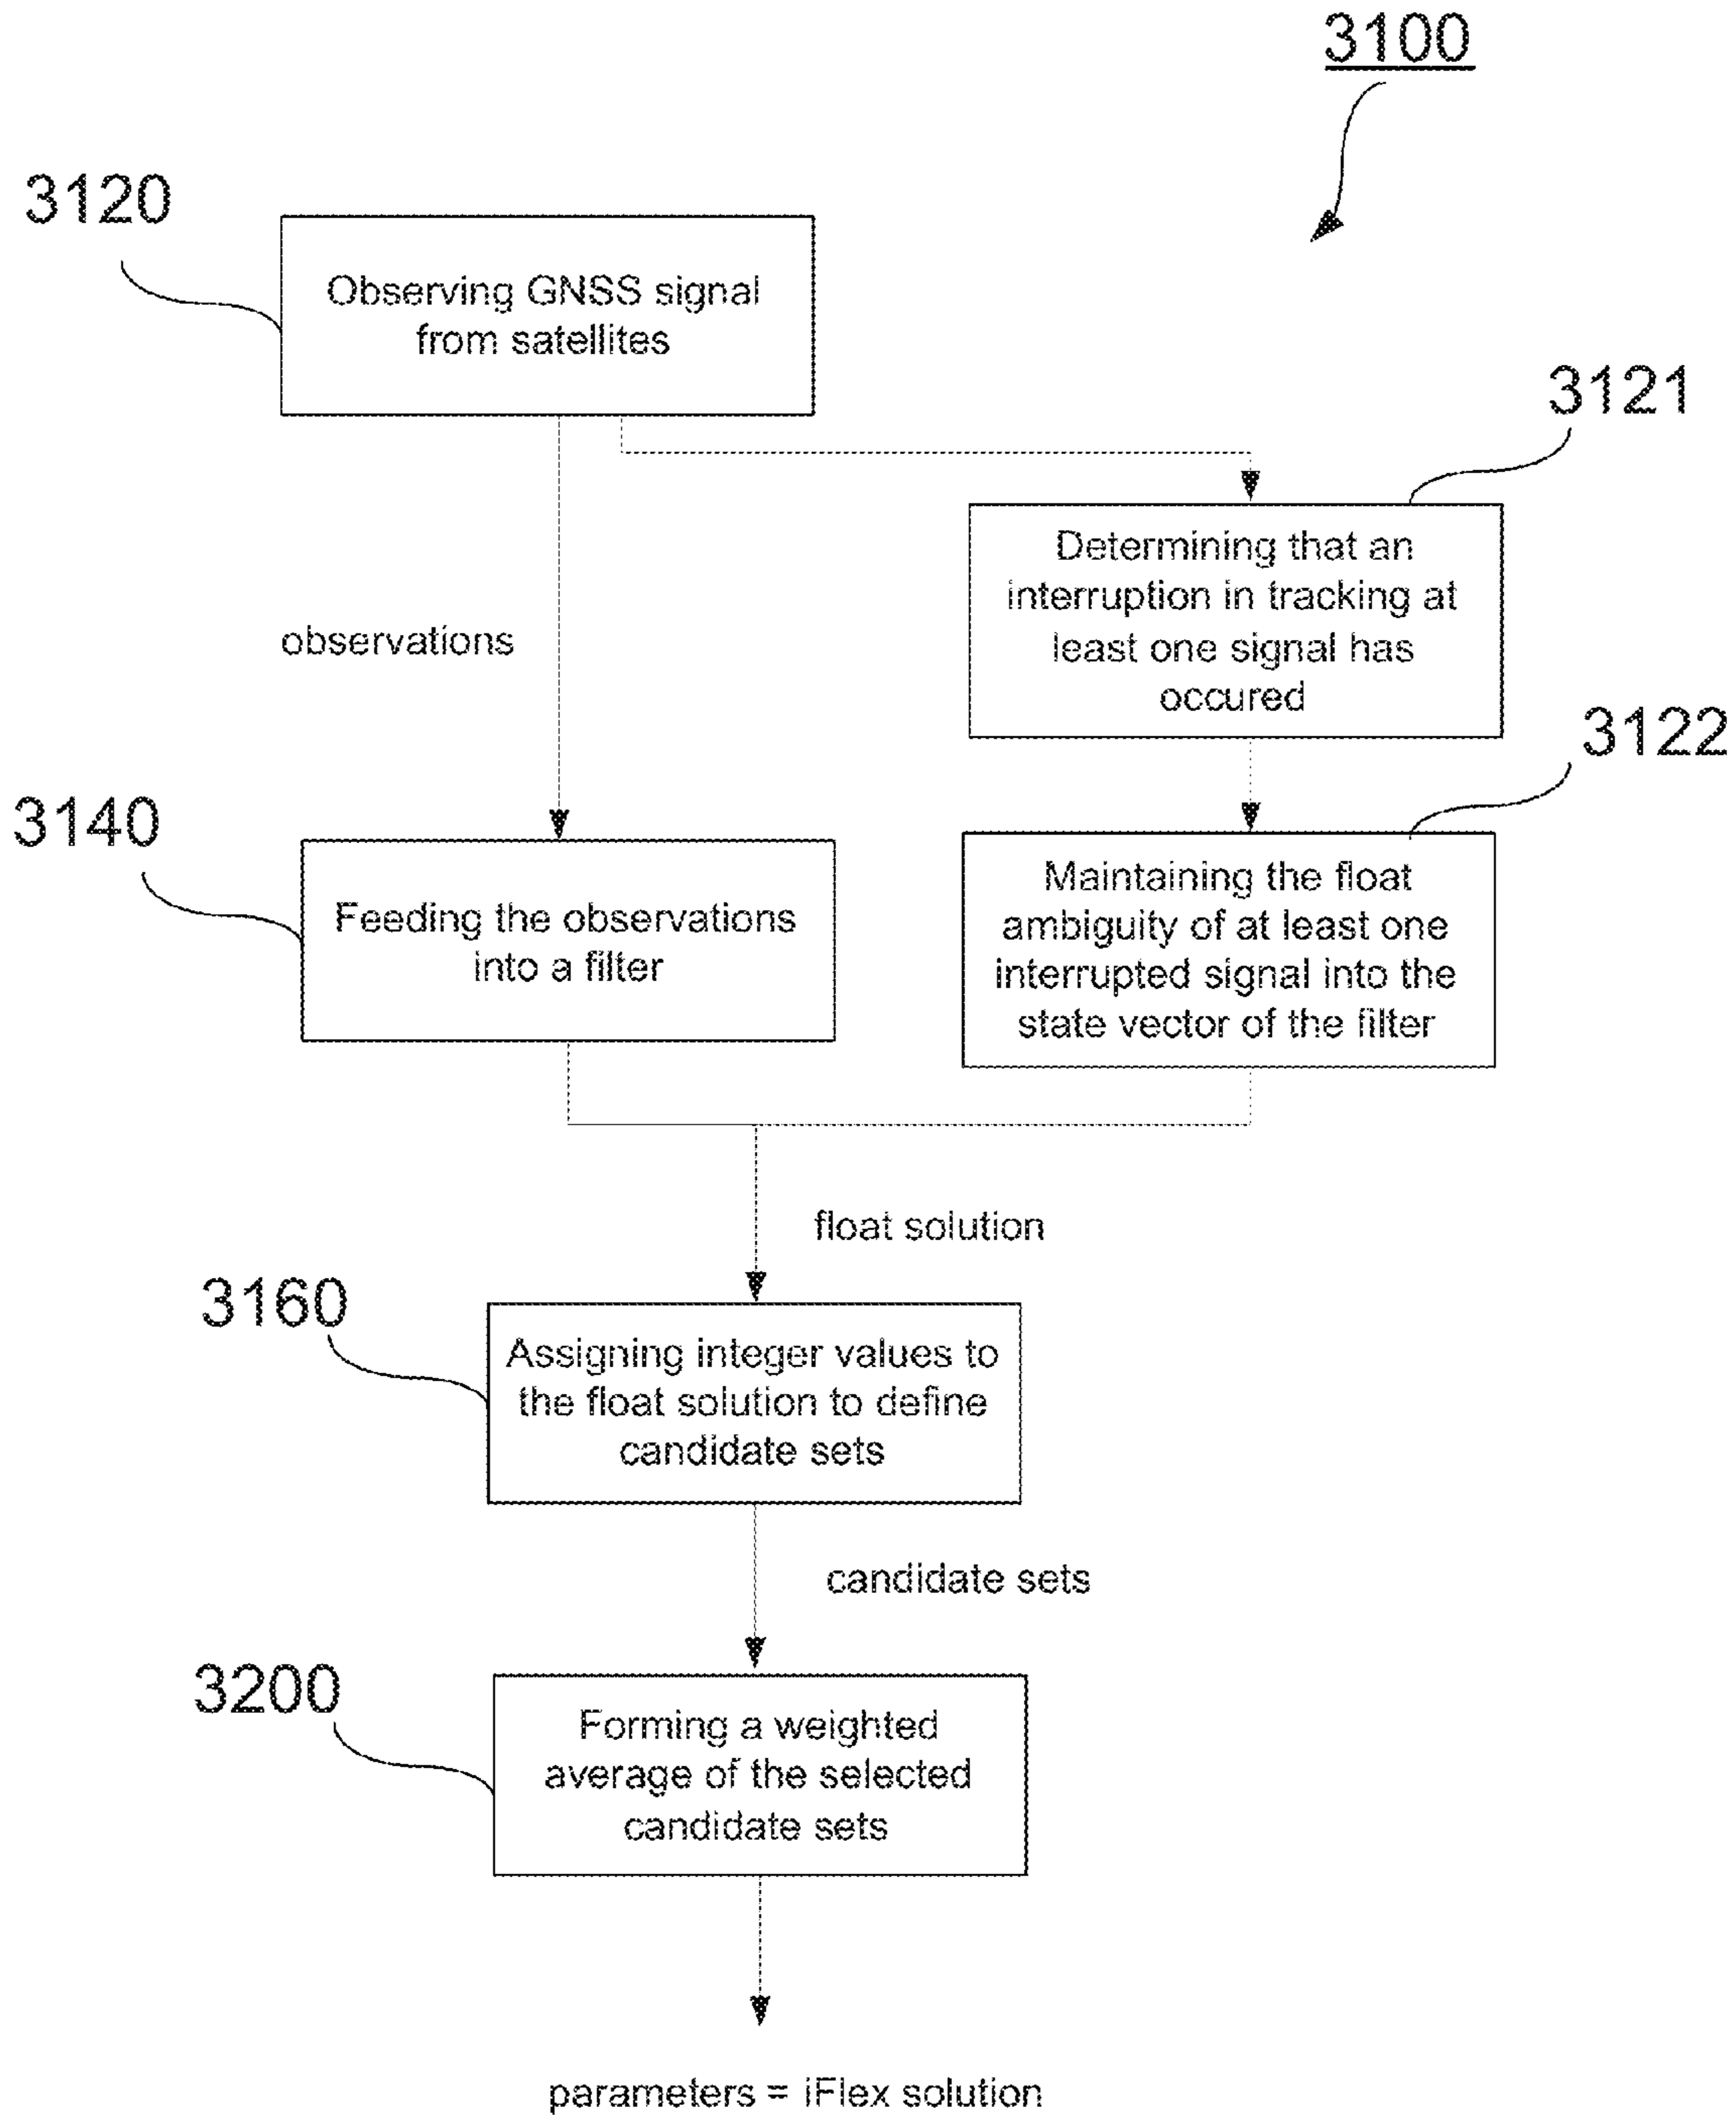 3100
3120
Observing GNSS signal
from satellites
3121
Determining that an
interruption in tracking at
least one signal has
occured
observations
3122
3140
Maintaining the float
ambiguity of at least one
interrupted signal into the
state vector of the filter
Feeding the observations
into a filter
float solution
3160
Assigning integer values to
the float solution to define
candidate sets
candidate sets
3200
Forming a weighted
average of the selected
candidate sets
parameters = iFlex solution